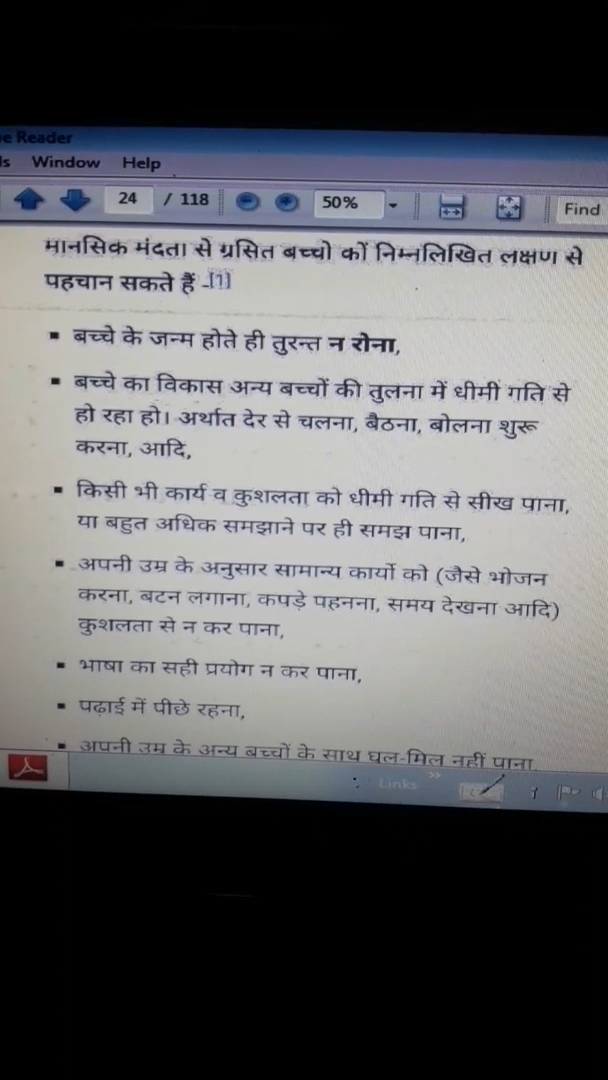 Reader
Window Help
24 / 118 50% Find
मानसिक मंदता से ग्रसित बच्चो कों निम्नलिखित लक्षण से
पहचान सकते हैं -[1]
▪ बच्चे के जन्म होते ही तुरन्त न रोना,
▪ बच्चे का विकास अन्य बच्चों की तुलना में धीमी गति से
हो रहा हो। अर्थात देर से चलना, बैठना, बोलना शुरू
करना, आदि,
▪ किसी भी कार्य व कुशलता को धीमी गति से सीख पाना,
या बहुत अधिक समझाने पर ही समझ पाना,
▪ अपनी उम्र के अनुसार सामान्य कार्यो को (जैसे भोजन
करना, बटन लगाना, कपड़े पहनना, समय देखना आदि)
कुशलता से न कर पाना,
▪ भाषा का सही प्रयोग न कर पाना,
▪ पढ़ाई में पीछे रहना,
▪ अपनी उम्र के अन्य बच्चों के साथ घुल-मिल नहीं पाना
Links